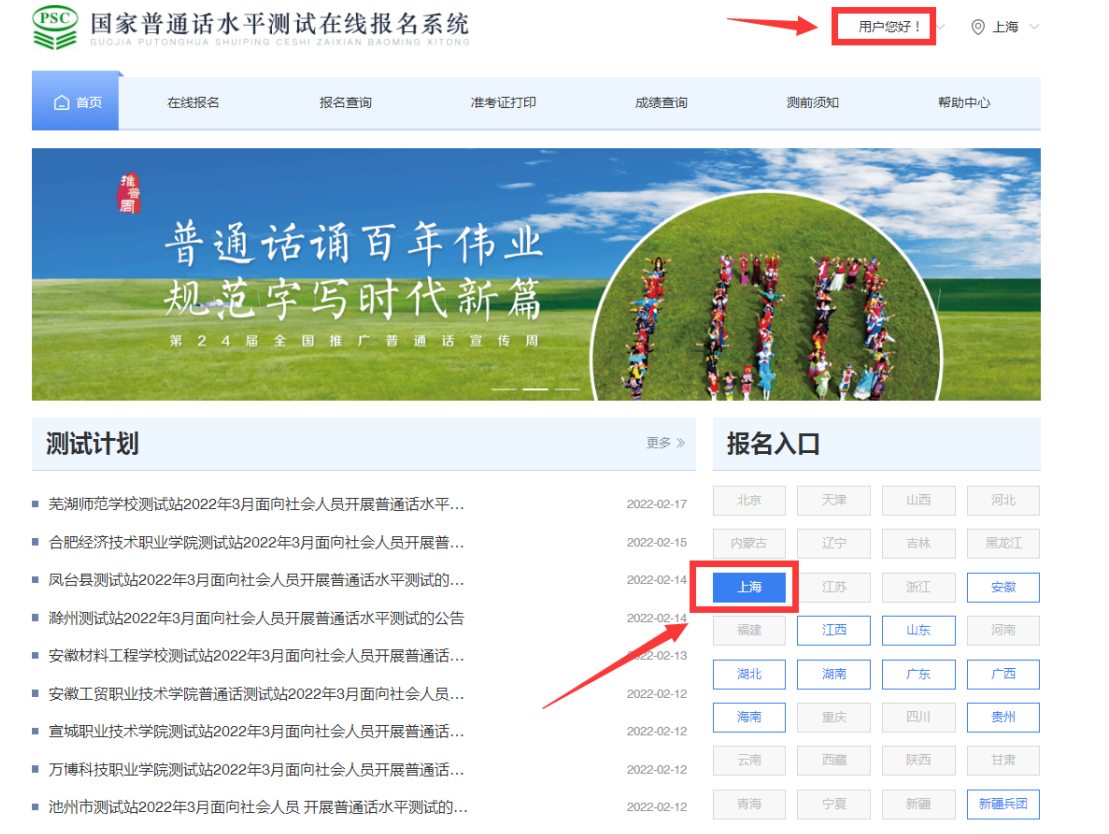 PSC
国家普通话水平测试在线报名系统
GUOJIA PUTONGHUA SHUIPING CESHI ZAIXIAN BAOMING XITONG
用户您好！
上海
首页 在线报名 报名查询 准考证打印 成绩查询 测前须知 帮助中心
推普周
普通话诵百年伟业
规范字写时代新篇
第24届全国推广普通话宣传周
测试计划
更多
芜湖师范学校测试站2022年3月面向社会人员开展普通话水平... 2022-02-17
合肥经济技术职业学院测试站2022年3月面向社会人员开展普... 2022-02-15
凤台县测试站2022年3月面向社会人员开展普通话水平测试的... 2022-02-14
滁州测试站2022年3月面向社会人员开展普通话水平测试的公告 2022-02-14
安徽材料工程学校测试站2022年3月面向社会人员开展普通话... 2022-02-13
安徽工贸职业技术学院普通话测试站2022年3月面向社会人员... 2022-02-12
宣城职业技术学院测试站2022年3月面向社会人员开展普通话... 2022-02-12
万博科技职业学院测试站2022年3月面向社会人员开展普通话... 2022-02-12
池州市测试站2022年3月面向社会人员 开展普通话水平测试的... 2022-02-12
报名入口
北京 天津 山西 河北
内蒙古 辽宁 吉林 黑龙江
上海 江苏 浙江 安徽
福建 江西 山东 河南
湖北 湖南 广东 广西
海南 重庆 四川 贵州
云南 西藏 陕西 甘肃
青海 宁夏 新疆 新疆兵团